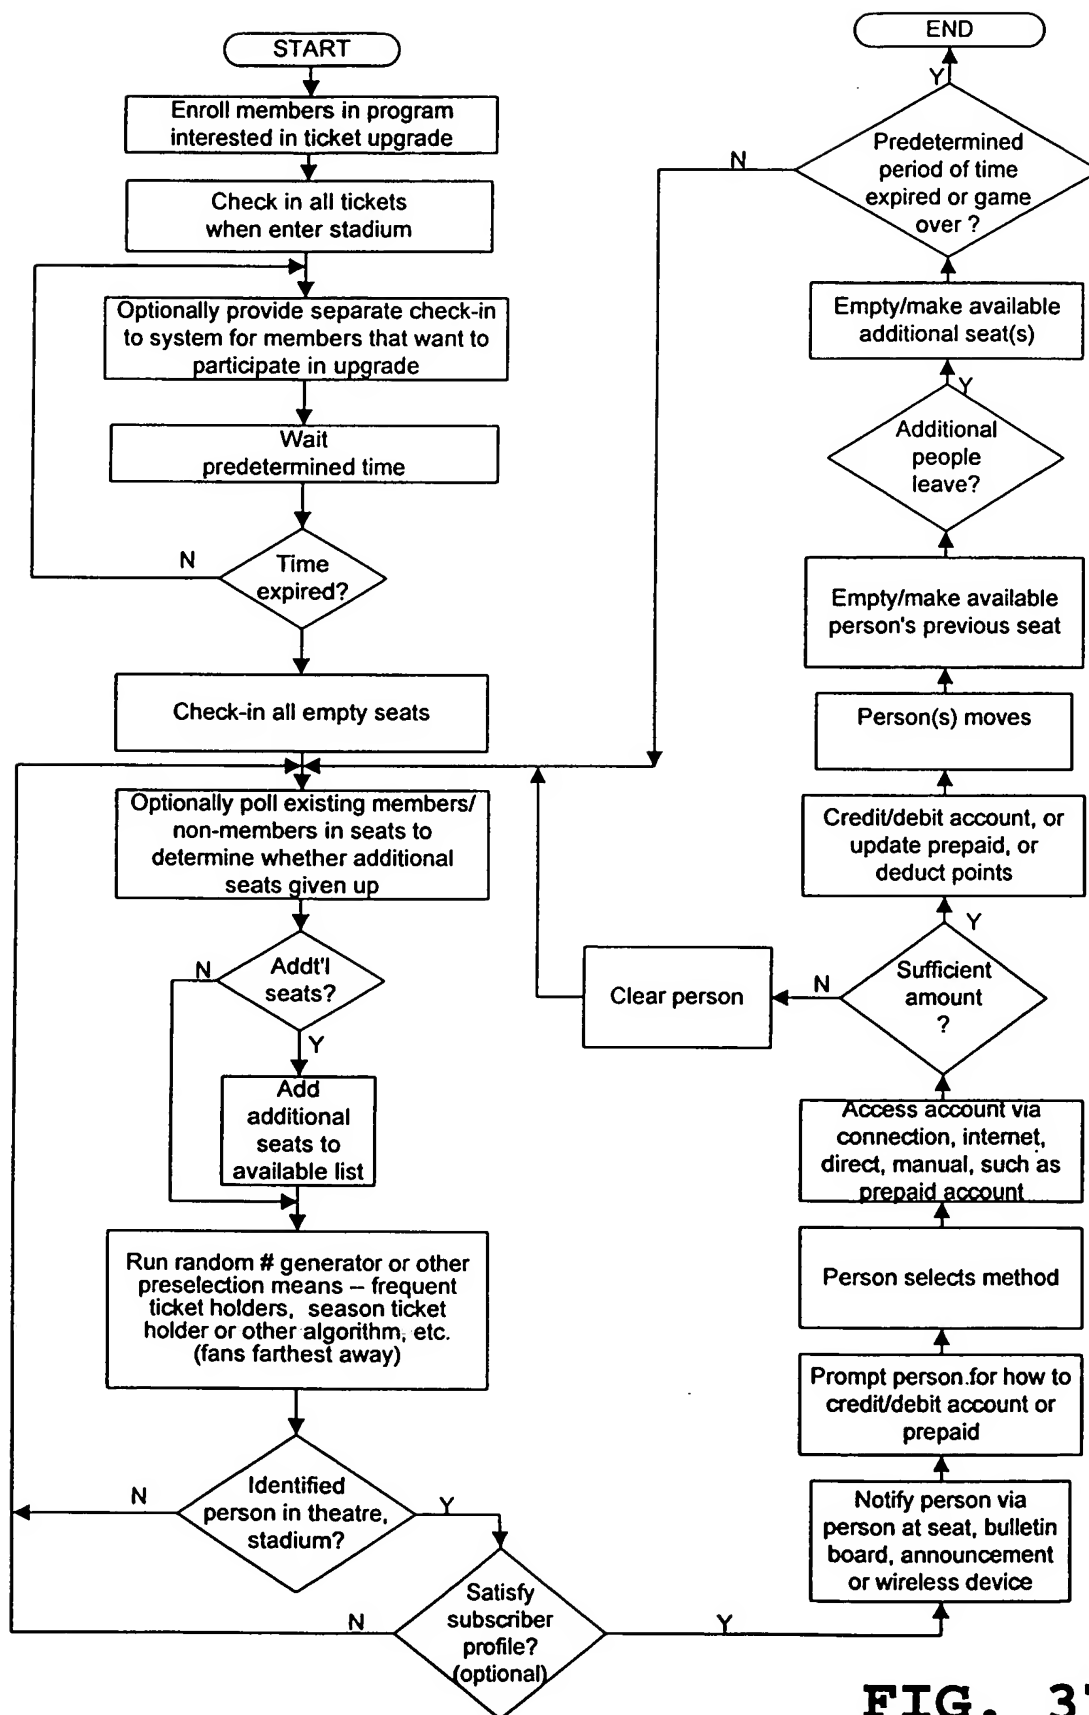 START
Enroll members in program
interested in ticket upgrade
Check in all tickets
when enter stadium
Optionally provide separate check-in
to system for members that want to
participate in upgrade
Wait
predetermined time
N
Time
expired?
Check-in all empty seats
Optionally poll existing members/
non-members in seats to
determine whether additional
seats given up
N
Addt'l
seats?
Y
Add
additional
seats to
available list
Run random # generator or other
preselection means – frequent
ticket holders, season ticket
holder or other algorithm, etc.
(fans farthest away)
N
Identified
person in theatre,
stadium?
Y
N
Satisfy
subscriber
profile?
(optional)
Y
Notify person via
person at seat, bulletin
board, announcement
or wireless device
Prompt person.for how to
credit/debit account or
prepaid
Person selects method
Access account via
connection, internet,
direct, manual, such as
prepaid account
Sufficient
amount
?
N
Clear person
Y
Credit/debit account, or
update prepaid, or
deduct points
Person(s) moves
Empty/make available
person's previous seat
Additional
people
leave?
Y
Empty/make available
additional seat(s)
Predetermined
period of time
expired or game
over ?
N
Y
END
FIG.